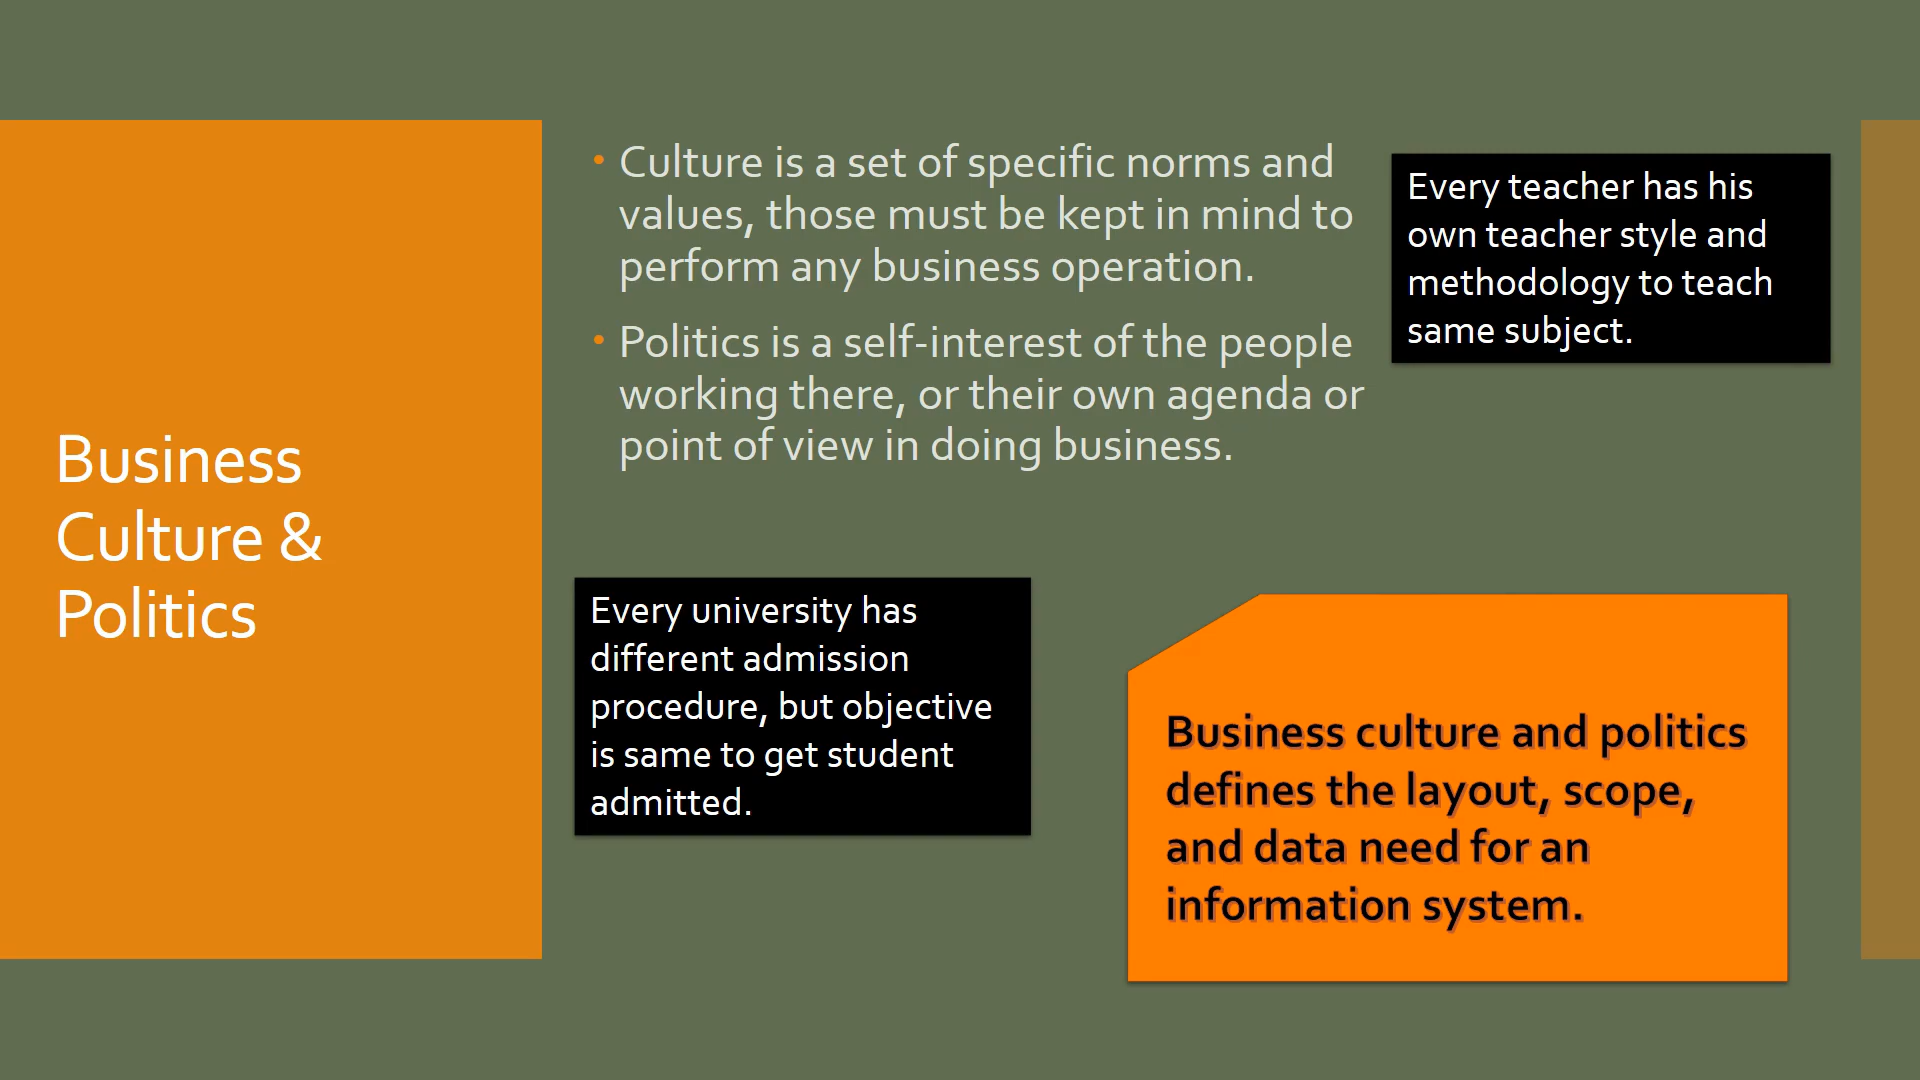 Business
Culture &
Politics
• Culture is a set of specific norms and
values, those must be kept in mind to
perform any business operation.
• Politics is a self-interest of the people
working there, or their own agenda or
point of view in doing business.
Every teacher has his
own teacher style and
methodology to teach
same subject.
Every university has
different admission
procedure, but objective
is same to get student
admitted.
Business culture and politics
defines the layout, scope,
and data need for an
information system.